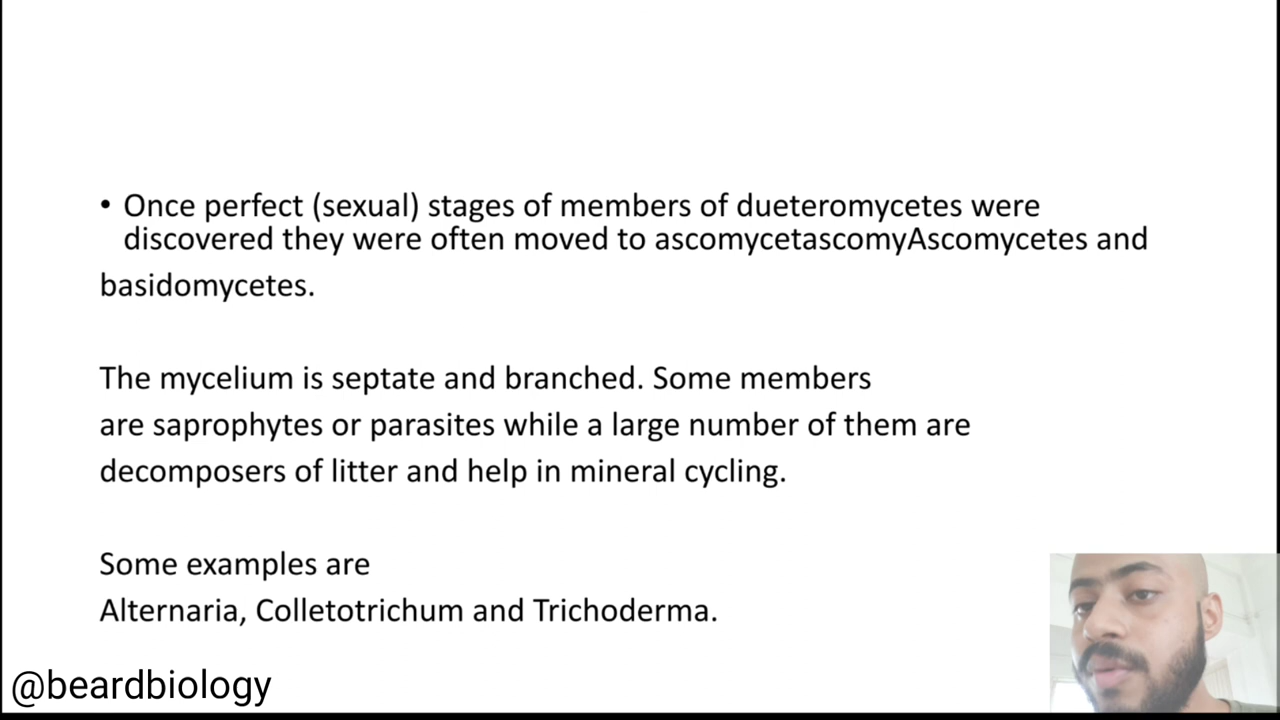 • Once perfect (sexual) stages of members of dueteromycetes were
discovered they were often moved to ascomycetascomyAscomycetes and
basidomycetes.
The mycelium is septate and branched. Some members
are saprophytes or parasites while a large number of them are
decomposers of litter and help in mineral cycling.
Some examples are
Alternaria, Colletotrichum and Trichoderma.
@beardbiology